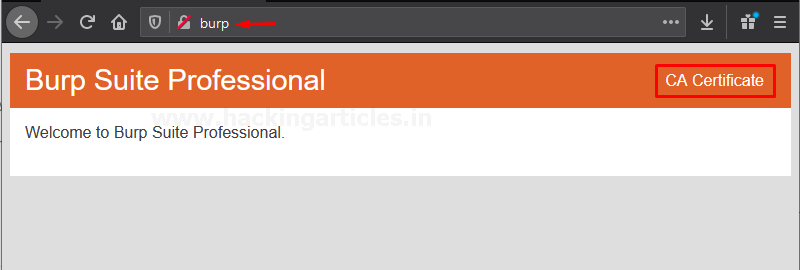 burp
Burp Suite Professional
CA Certificate
www.hackingarticles.in
Welcome to Burp Suite Professional.